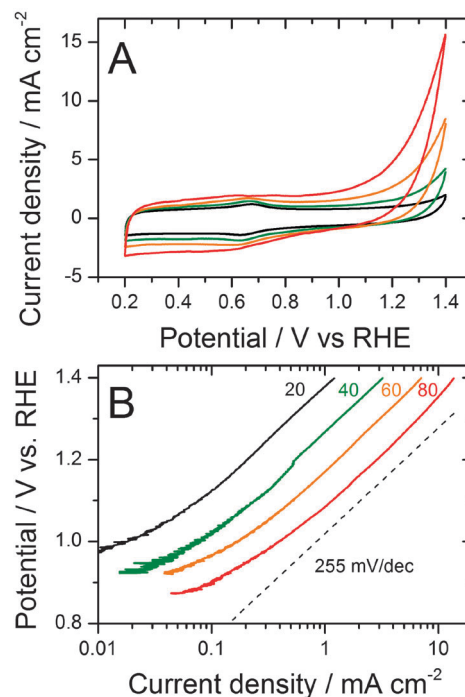 A
Current density / mA cm⁻²
15
10
5
0
-5
0.2 0.4 0.6 0.8 1.0 1.2 1.4
Potential / V vs RHE
B
Potential / V vs. RHE
1.4
1.2
1.0
0.8
20 40 60 80
255 mV/dec
0.01 0.1 1 10
Current density / mA cm⁻²